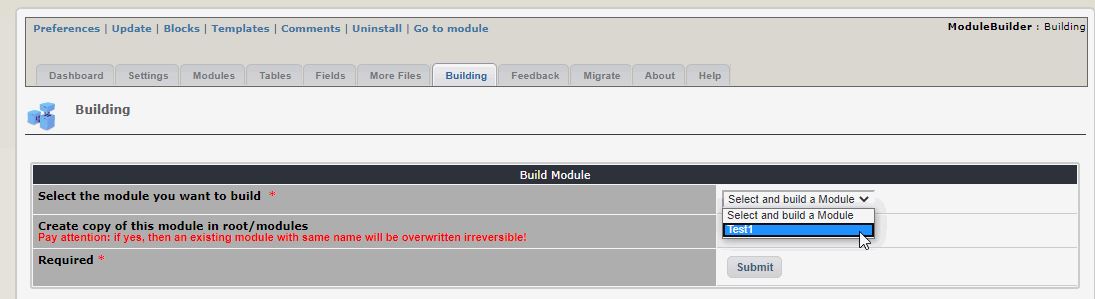 Preferences | Update | Blocks | Templates | Comments | Uninstall | Go to module
ModuleBuilder : Building
Dashboard Settings Modules Tables Fields More Files Building Feedback Migrate About Help
Building
Build Module
Select the module you want to build *
Select and build a Module
Select and build a Module
Test1
Create copy of this module in root/modules
Pay attention: if yes, then an existing module with same name will be overwritten irreversible!
Required *
Submit